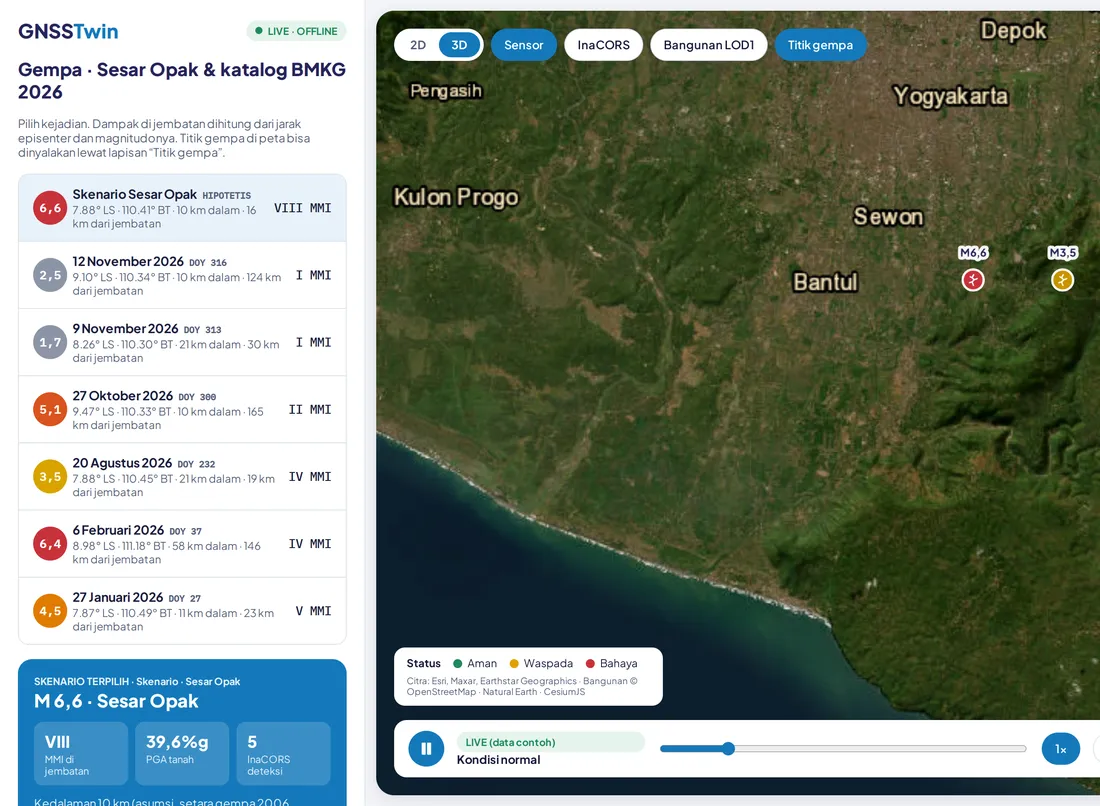 GNSSTwin
LIVE · OFFLINE
Gempa · Sesar Opak & katalog BMKG
2026
Pilih kejadian. Dampak di jembatan dihitung dari jarak
episenter dan magnitudonya. Titik gempa di peta bisa
dinyalakan lewat lapisan "Titik gempa".
6,6
Skenario Sesar Opak HIPOTETIS
7.88° LS · 110.41° BT · 10 km dalam · 16
km dari jembatan
VIII MMI
2,5
12 November 2026 DOY 316
9.10° LS · 110.34° BT · 10 km dalam · 124 km
dari jembatan
I MMI
1,7
9 November 2026 DOY 313
8.26° LS · 110.30° BT · 21 km dalam · 30 km
dari jembatan
I MMI
5,1
27 Oktober 2026 DOY 300
9.47° LS · 110.33° BT · 10 km dalam · 165
km dari jembatan
II MMI
3,5
20 Agustus 2026 DOY 232
7.88° LS · 110.45° BT · 21 km dalam · 19 km
dari jembatan
IV MMI
6,4
6 Februari 2026 DOY 37
8.98° LS · 111.18° BT · 58 km dalam · 146
km dari jembatan
IV MMI
4,5
27 Januari 2026 DOY 27
7.87° LS · 110.49° BT · 11 km dalam · 23 km
dari jembatan
V MMI
SKENARIO TERPILIH · Skenario · Sesar Opak
M 6,6 · Sesar Opak
VIII
MMI di
jembatan
39,6%g
PGA tanah
5
InaCORS
deteksi
Kedalaman 10 km (asumsi, setara gempa 2006
2D
3D
Sensor
InaCORS
Bangunan LOD1
Titik gempa
Depok
Pengasih
Yogyakarta
Kulon Progo
Sewon
M6,6
M3,5
Bantul
Status
Aman
Waspada
Bahaya
Citra: Esri, Maxar, Earthstar Geographics · Bangunan ©
OpenStreetMap · Natural Earth · CesiumJS
LIVE (data contoh)
Kondisi normal
1×